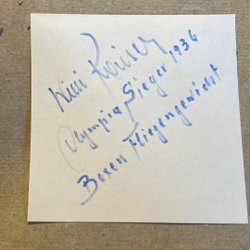 Willi Kaiser
Olympia Sieger 1936
Boxen Fliegengewicht